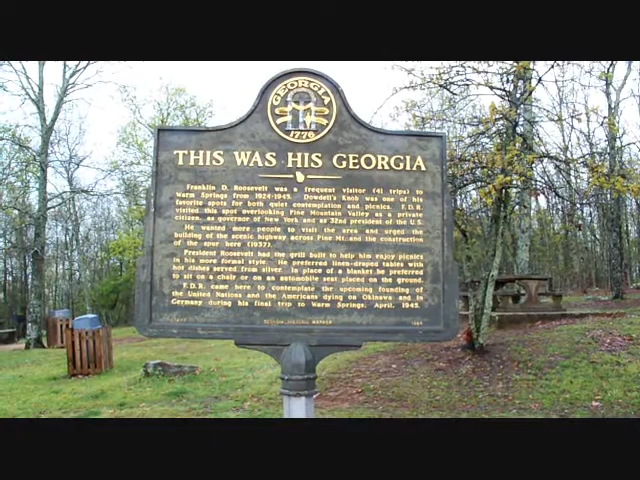 GEORGIA
1776
THIS WAS HIS GEORGIA
Franklin D. Roosevelt was a frequent visitor (41 trips) to
Warm Springs from 1924-1945. Dowdell's Knob was one of his
favorite spots for both quiet contemplation and picnics. F.D.R.
visited this spot overlooking Pine Mountain Valley as a private
citizen, as governor of New York and as 32nd president of the U.S.
He wanted more people to visit the area and urged the
building of the scenic highway across Pine Mt. and the construction
of the spur here (1937).
President Roosevelt had the grill built to help him enjoy picnics
in his more formal style. He preferred linen-draped tables with
hot dishes served from silver. In place of a blanket he preferred
to sit on a chair or on an automobile seat placed on the ground.
F.D.R. came here to contemplate the upcoming founding of
the United Nations and the Americans dying on Okinawa and in
Germany during his final trip to Warm Springs, April, 1945.
GEORGIA HISTORIC MARKER